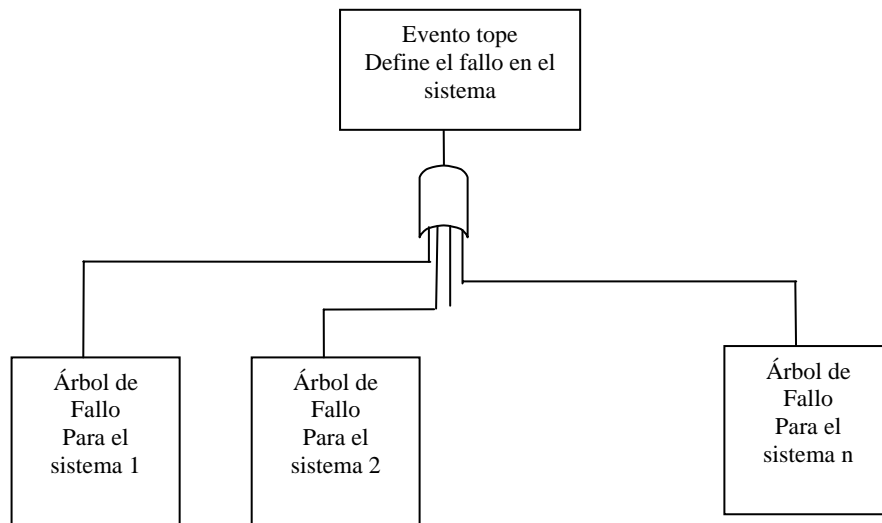 Evento tope
Define el fallo en el
sistema
Árbol de
Fallo
Para el
sistema 1
Árbol de
Fallo
Para el
sistema 2
Árbol de
Fallo
Para el
sistema n